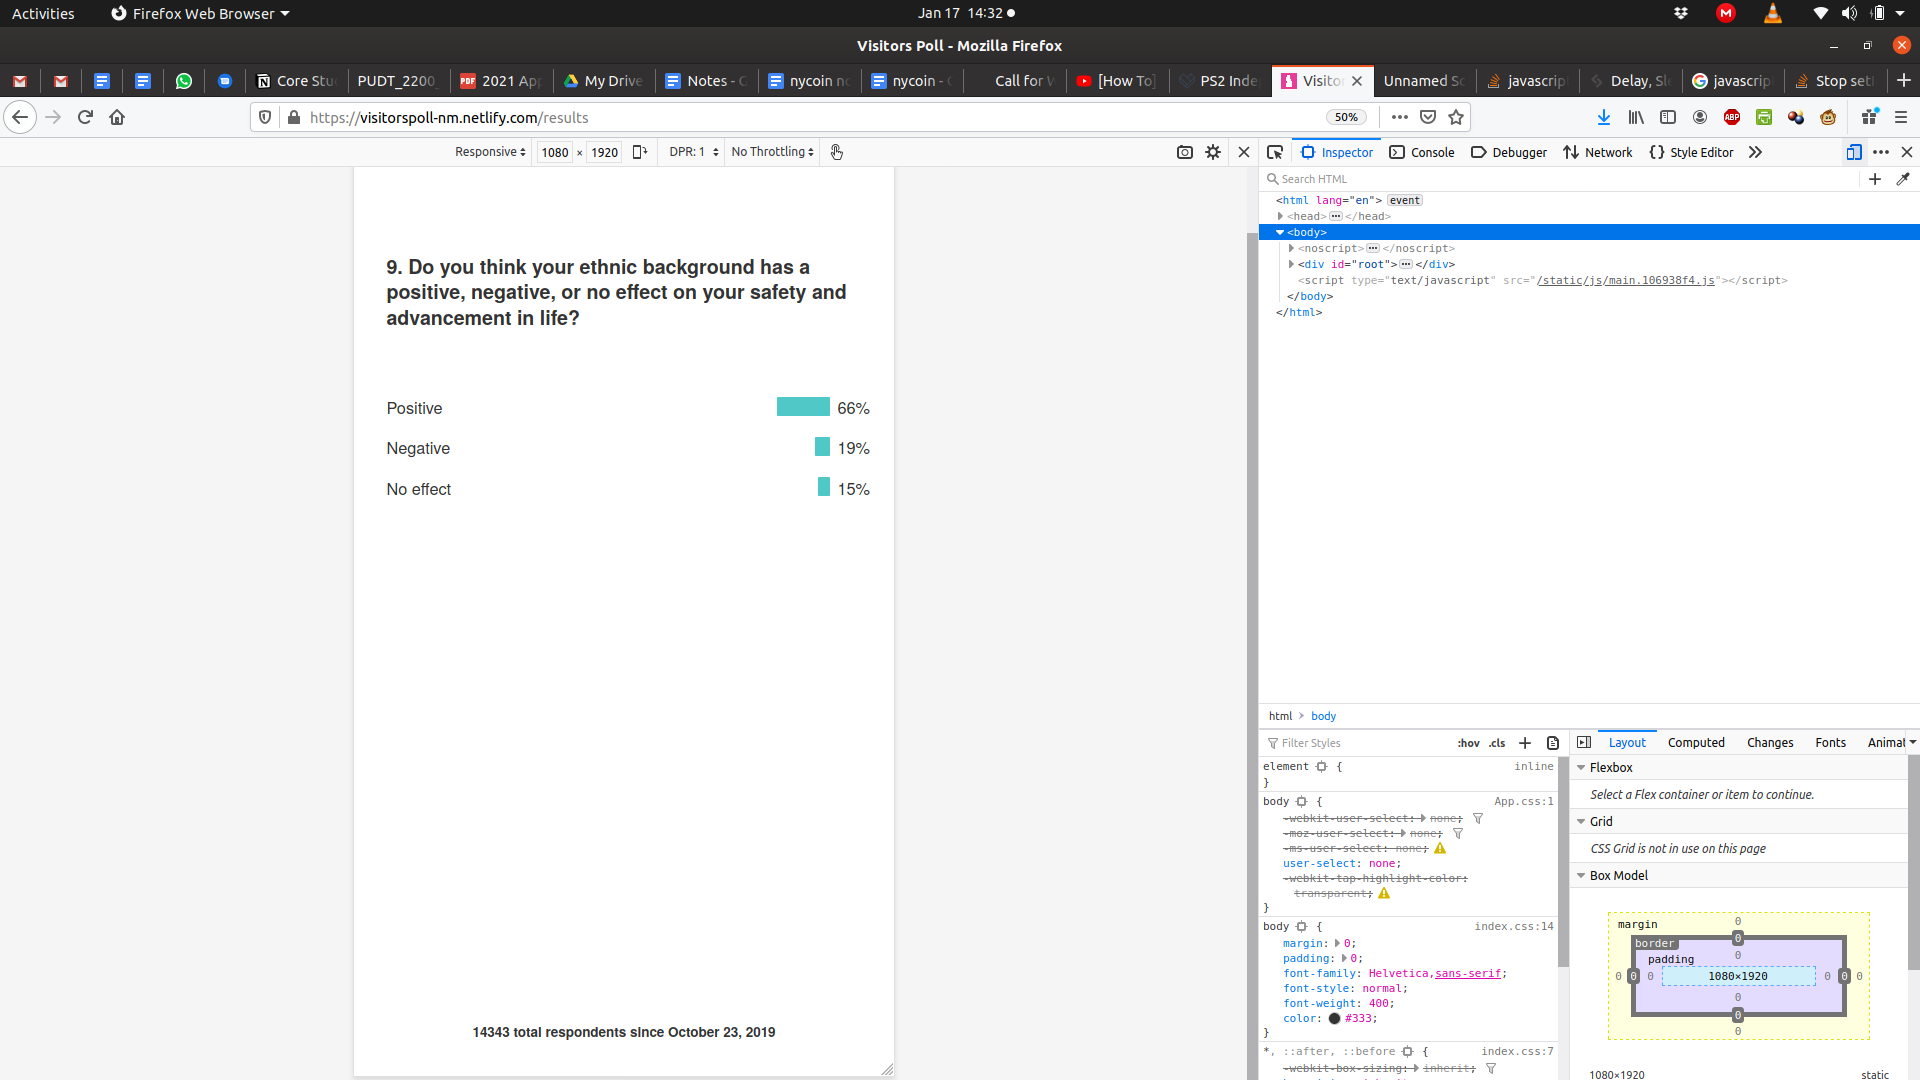 Activities
Firefox Web Browser
Jan 17 14:32
Visitors Poll - Mozilla Firefox
Core Stu
PUDT_2200
2021 Ap
My Drive
Notes - G
nycoin no
nycoin - G
Call for V
[How To]
PS2 Inde
Visitor
Unnamed Sc
javascrip
Delay, Sle
javascrip
Stop set
https://visitorspoll-nm.netlify.com/results
50%
Responsive
1080 × 1920
DPR: 1
No Throttling
Inspector
Console
Debugger
Network
Style Editor
Search HTML
<html lang="en"> event
<head> ••• </head>
<body>
<noscript> ••• </noscript>
<div id="root"> ••• </div>
<script type="text/javascript" src="/static/js/main.106938f4.js"></script>
</body>
</html>
9. Do you think your ethnic background has a
positive, negative, or no effect on your safety and
advancement in life?
Positive 66%
Negative 19%
No effect 15%
14343 total respondents since October 23, 2019
html > body
Filter Styles
:hov .cls
element { inline
}
body { App.css:1
-webkit-user-select: none;
-moz-user-select: none;
-ms-user-select: none;
user-select: none;
-webkit-tap-highlight-color:
transparent;
}
body { index.css:14
margin: 0;
padding: 0;
font-family: Helvetica,sans-serif;
font-style: normal;
font-weight: 400;
color: #333;
}
*, ::after, ::before { index.css:7
-webkit-box-sizing: inherit;
Layout
Computed
Changes
Fonts
Animat
Flexbox
Select a Flex container or item to continue.
Grid
CSS Grid is not in use on this page
Box Model
margin 0
border 0
padding 0
0 0 0 1080×1920 0 0 0
0
0
0
1080×1920 static